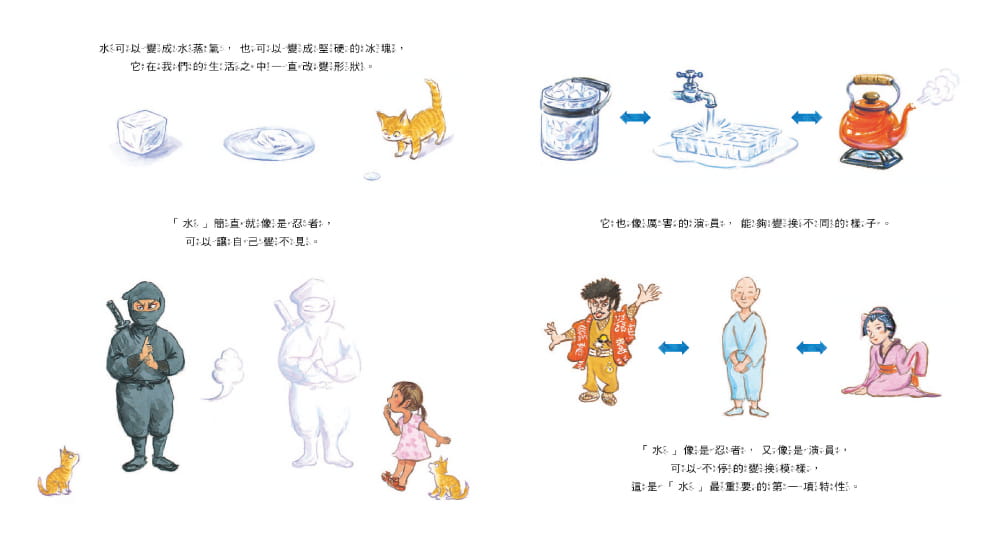 水可以變成水蒸氣，也可以變成堅硬的冰塊，
它在我們的生活之中一直改變形狀。
「水」簡直就像是忍者，
可以讓自己變不見。
它也像厲害的演員，能夠變換不同的樣子。
「水」像是忍者，又像是演員，
可以不停的變換模樣，
這是「水」最重要的第一項特性。